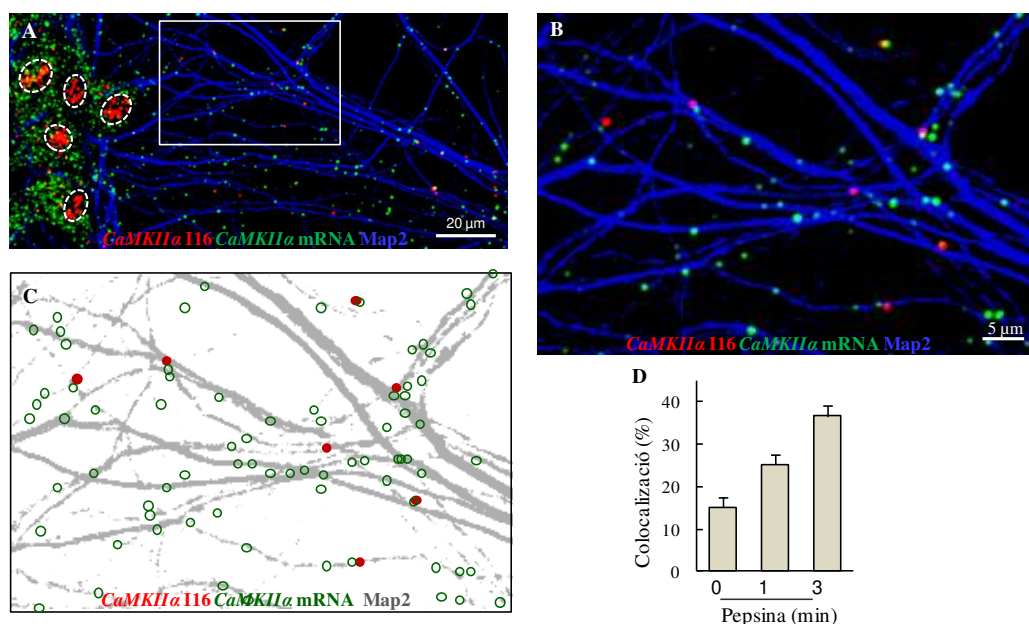 A
20 µm
CaMKIIα I16 CaMKIIα mRNA Map2
B
5 µm
CaMKIIα I16 CaMKIIα mRNA Map2
C
CaMKIIα I16 CaMKIIα mRNA Map2
D
Colocalizació (%)
40
30
20
10
0
0 1 3
Pepsina (min)